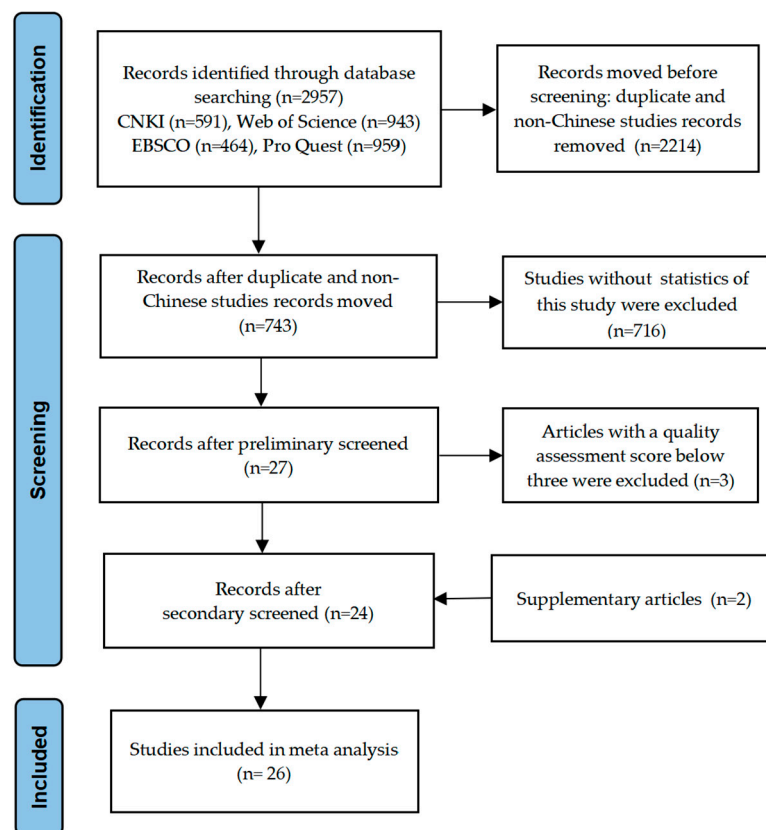 Identification
Records identified through database
searching (n=2957)
CNKI (n=591), Web of Science (n=943)
EBSCO (n=464), Pro Quest (n=959)
Records moved before
screening: duplicate and
non-Chinese studies records
removed (n=2214)
Screening
Records after duplicate and non-
Chinese studies records moved
(n=743)
Studies without statistics of
this study were excluded
(n=716)
Records after preliminary screened
(n=27)
Articles with a quality
assessment score below
three were excluded (n=3)
Records after
secondary screened (n=24)
Supplementary articles (n=2)
Included
Studies included in meta analysis
(n= 26)